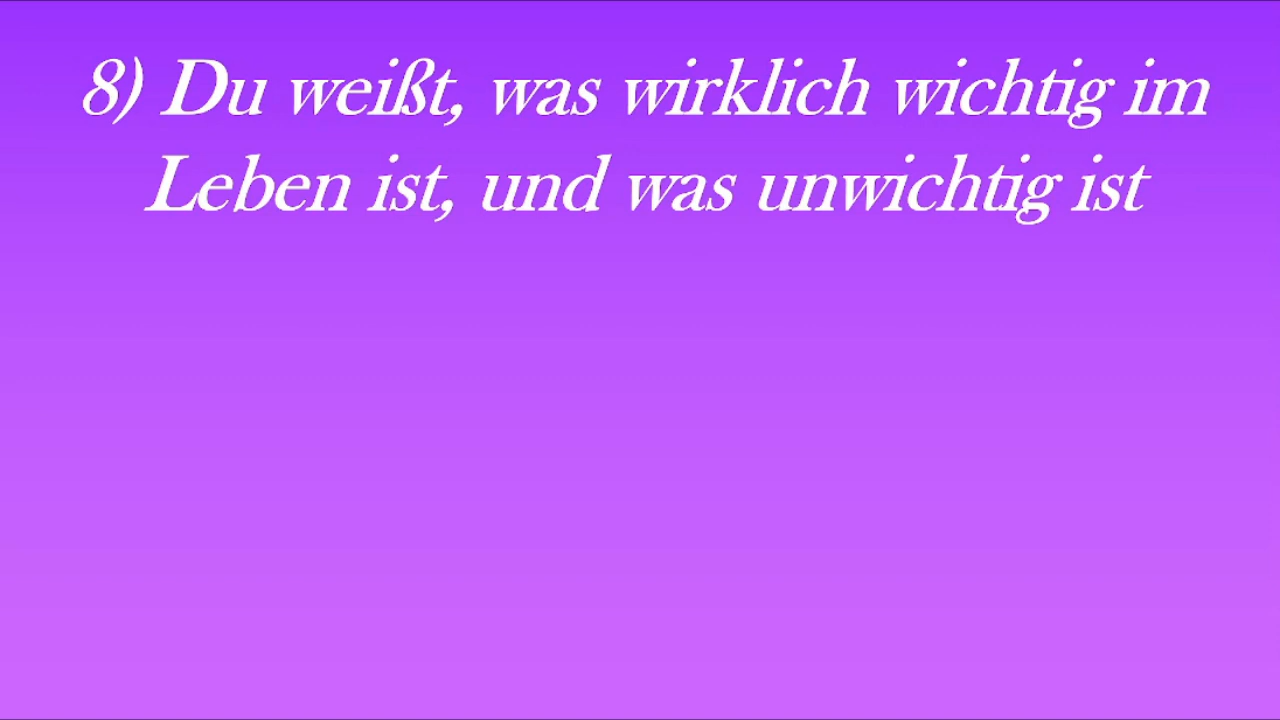 8) Du weißt, was wirklich wichtig im
Leben ist, und was unwichtig ist